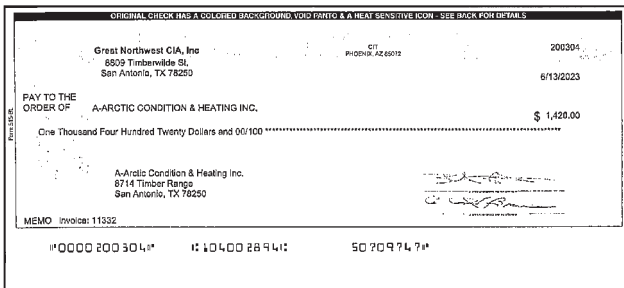 ORIGINAL CHECK HAS A COLORED BACKGROUND, VOID PANTO & A HEAT SENSITIVE ICON - SEE BACK FOR DETAILS
Great Northwest CIA, Inc
8809 Timberwilde St,
San Antonio, TX 78250
CIT
PHOENIX, AZ 85072
200304
6/13/2023
PAY TO THE
ORDER OF A-ARCTIC CONDITION & HEATING INC.
$ 1,420.00
One Thousand Four Hundred Twenty Dollars and 00/100 ****
A-Arctic Condition & Heating Inc.
8714 Timber Range
San Antonio, TX 78250
MEMO Invoice: 11332
⑈0000200304⑈ ⑆104002894⑆ 50709747⑈